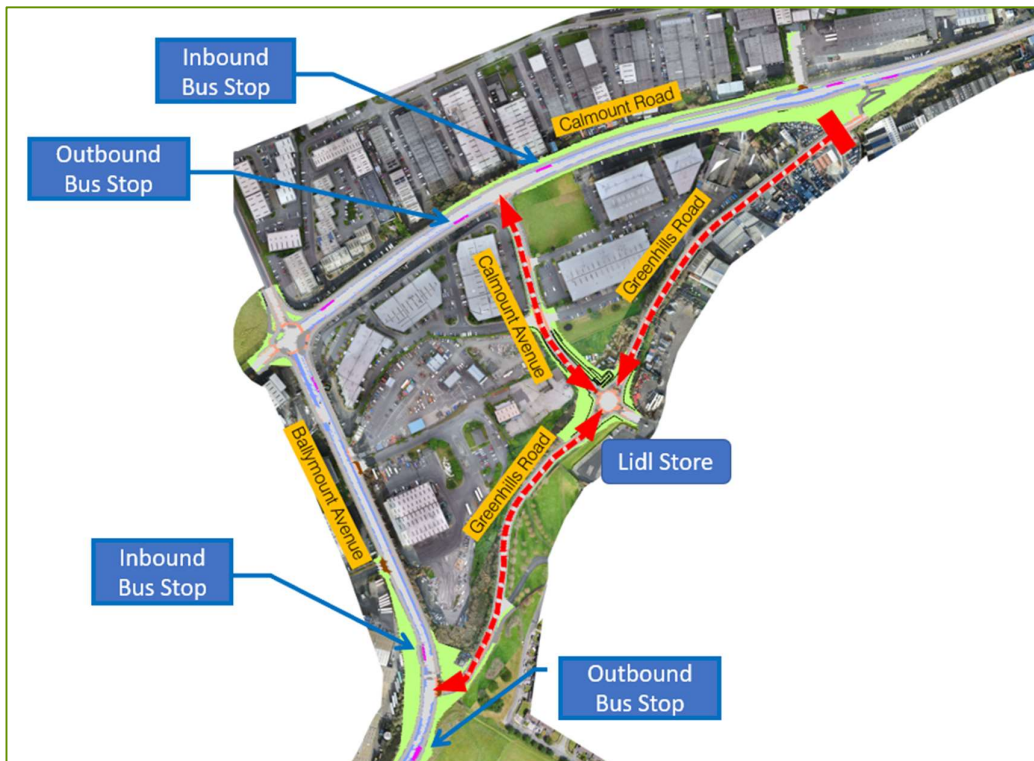 Inbound
Bus Stop
Calmount Road
Outbound
Bus Stop
Greenhills Road
Calmount Avenue
Ballymount Avenue
Greenhills Road
Lidl Store
Inbound
Bus Stop
Outbound
Bus Stop